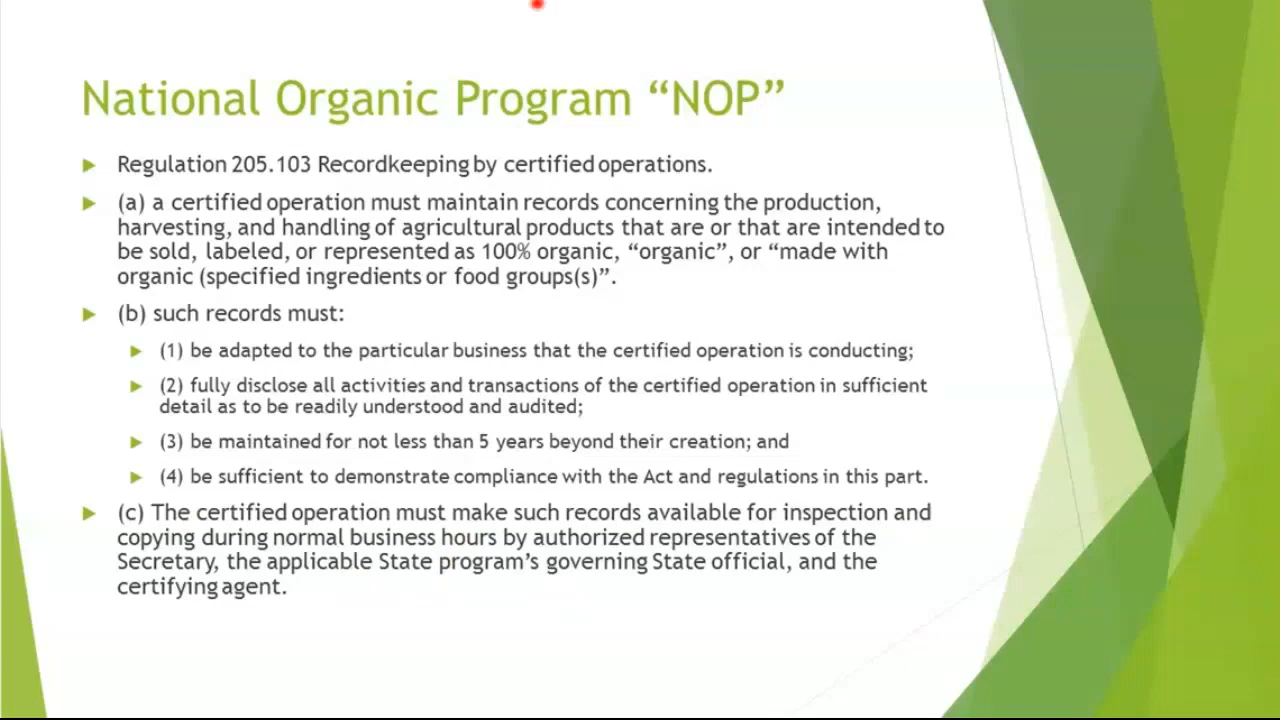 National Organic Program “NOP”
Regulation 205.103 Recordkeeping by certified operations.
(a) a certified operation must maintain records concerning the production,
harvesting, and handling of agricultural products that are or that are intended to
be sold, labeled, or represented as 100% organic, “organic”, or “made with
organic (specified ingredients or food groups(s)”.
(b) such records must:
(1) be adapted to the particular business that the certified operation is conducting;
(2) fully disclose all activities and transactions of the certified operation in sufficient
detail as to be readily understood and audited;
(3) be maintained for not less than 5 years beyond their creation; and
(4) be sufficient to demonstrate compliance with the Act and regulations in this part.
(c) The certified operation must make such records available for inspection and
copying during normal business hours by authorized representatives of the
Secretary, the applicable State program’s governing State official, and the
certifying agent.